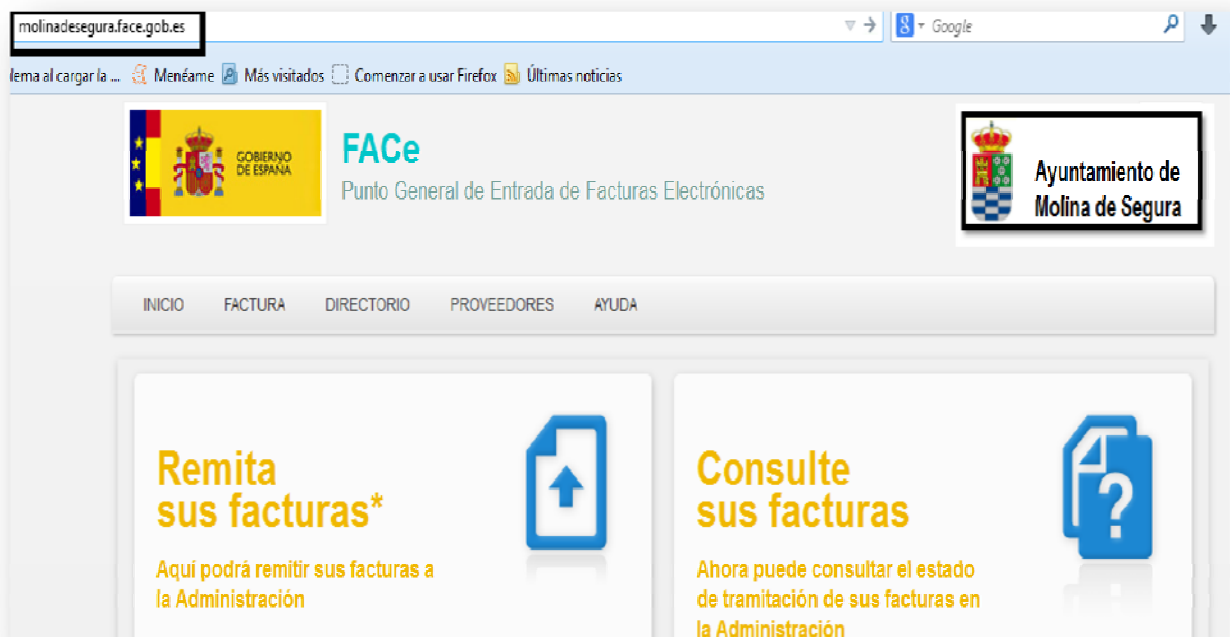 molinadesegura.face.gob.es
Google
lema al cargar la ... Menéame Más visitados Comenzar a usar Firefox Últimas noticias
GOBIERNO
DE ESPAÑA
FACe
Punto General de Entrada de Facturas Electrónicas
Ayuntamiento de
Molina de Segura
INICIO FACTURA DIRECTORIO PROVEEDORES AYUDA
Remita
sus facturas*
Aquí podrá remitir sus facturas a
la Administración
Consulte
sus facturas
Ahora puede consultar el estado
de tramitación de sus facturas en
la Administración